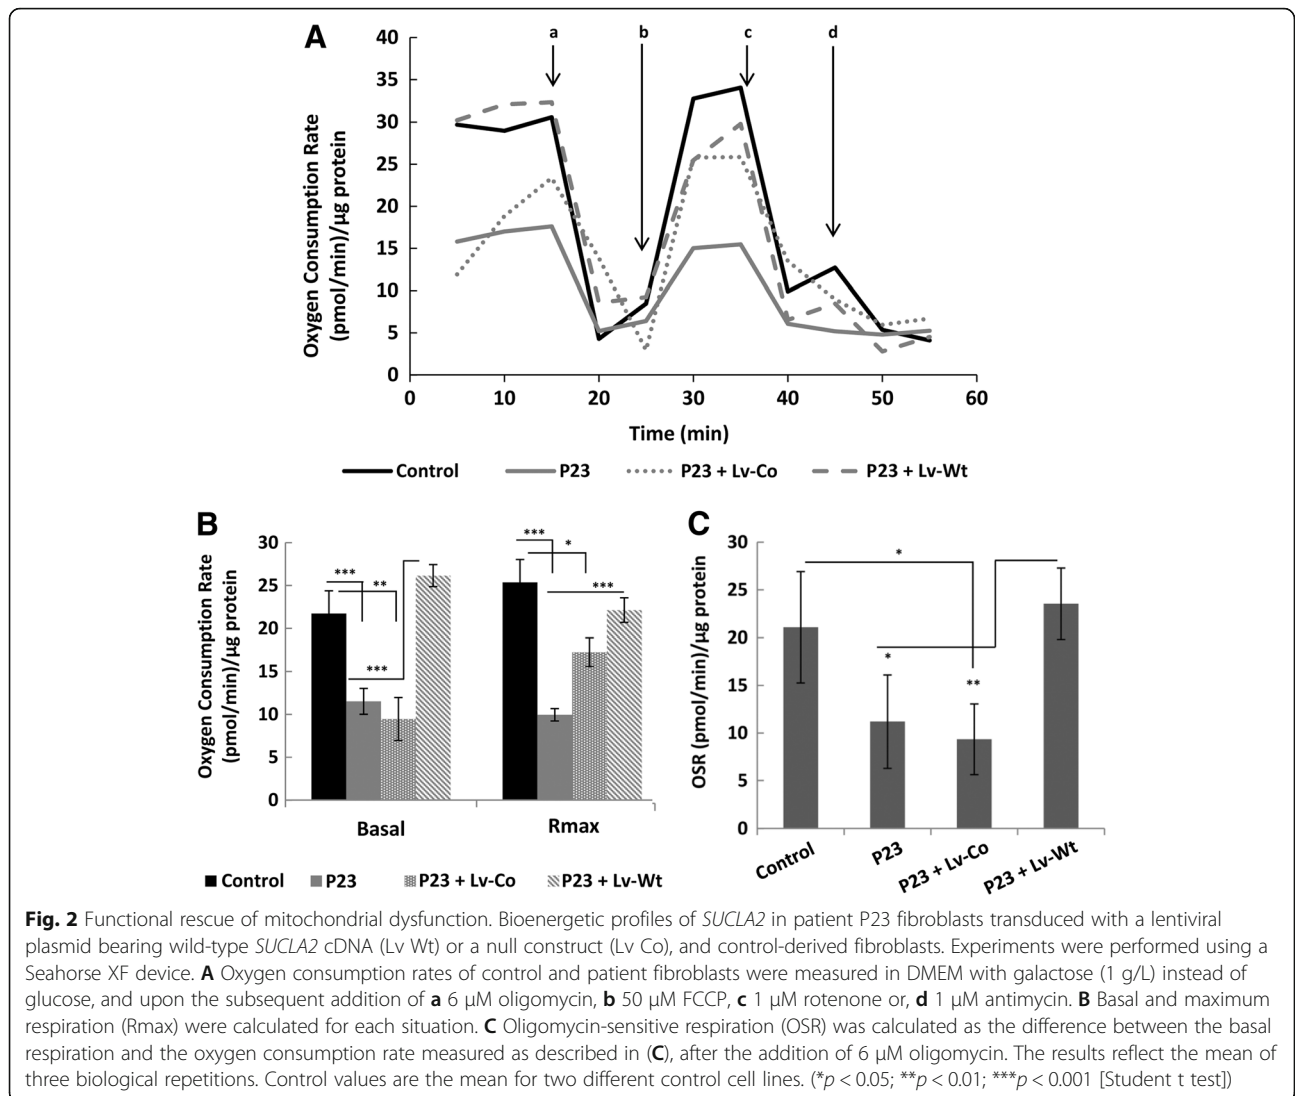 A
a b c d
Oxygen Consumption Rate
(pmol/min)/µg protein
40
35
30
25
20
15
10
5
0
0 10 20 30 40 50 60
Time (min)
Control P23 P23 + Lv-Co P23 + Lv-Wt
B
Oxygen Consumption Rate
(pmol/min)/µg protein
30
25
20
15
10
5
0
*** ** ***
*** * ***
Basal Rmax
Control P23 P23 + Lv-Co P23 + Lv-Wt
C
OSR (pmol/min)/µg protein
30
25
20
15
10
5
0
*
* **
Control P23 P23 + Lv-Co P23 + Lv-Wt
Fig. 2 Functional rescue of mitochondrial dysfunction. Bioenergetic profiles of SUCLA2 in patient P23 fibroblasts transduced with a lentiviral
plasmid bearing wild-type SUCLA2 cDNA (Lv Wt) or a null construct (Lv Co), and control-derived fibroblasts. Experiments were performed using a
Seahorse XF device. A Oxygen consumption rates of control and patient fibroblasts were measured in DMEM with galactose (1 g/L) instead of
glucose, and upon the subsequent addition of a 6 µM oligomycin, b 50 µM FCCP, c 1 µM rotenone or, d 1 µM antimycin. B Basal and maximum
respiration (Rmax) were calculated for each situation. C Oligomycin-sensitive respiration (OSR) was calculated as the difference between the basal
respiration and the oxygen consumption rate measured as described in (C), after the addition of 6 µM oligomycin. The results reflect the mean of
three biological repetitions. Control values are the mean for two different control cell lines. (*p < 0.05; **p < 0.01; ***p < 0.001 [Student t test])